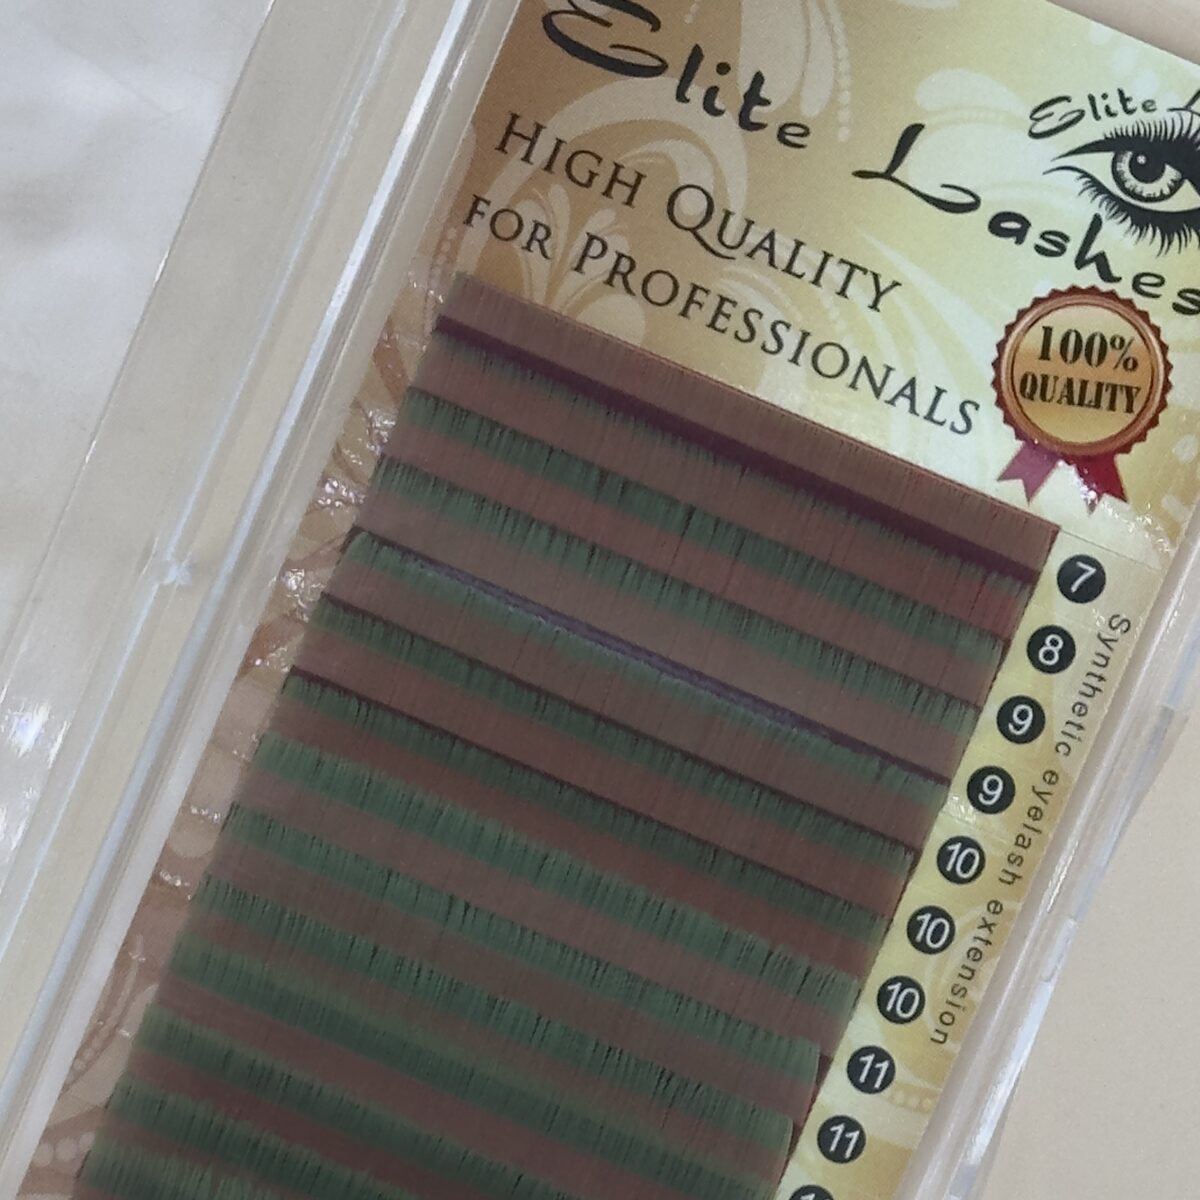 Elite Lashes
HIGH QUALITY
FOR PROFESSIONALS
Elite
100%
QUALITY
7
8
9
9
10
10
10
11
11
Synthetic eyelash extension